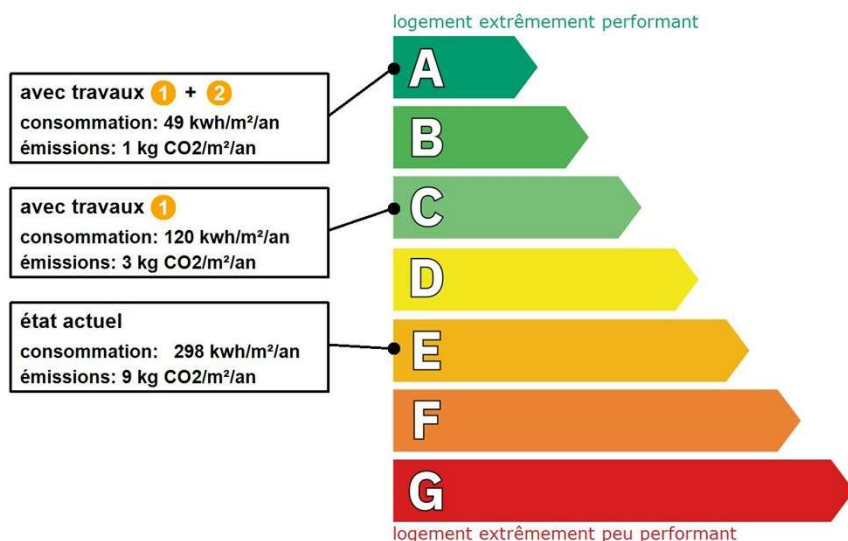 logement extrêmement performant
A
avec travaux 1 + 2
consommation: 49 kwh/m²/an
émissions: 1 kg CO2/m²/an
B
avec travaux 1
consommation: 120 kwh/m²/an
émissions: 3 kg CO2/m²/an
C
D
état actuel
consommation: 298 kwh/m²/an
émissions: 9 kg CO2/m²/an
E
F
G
logement extrêmement peu performant